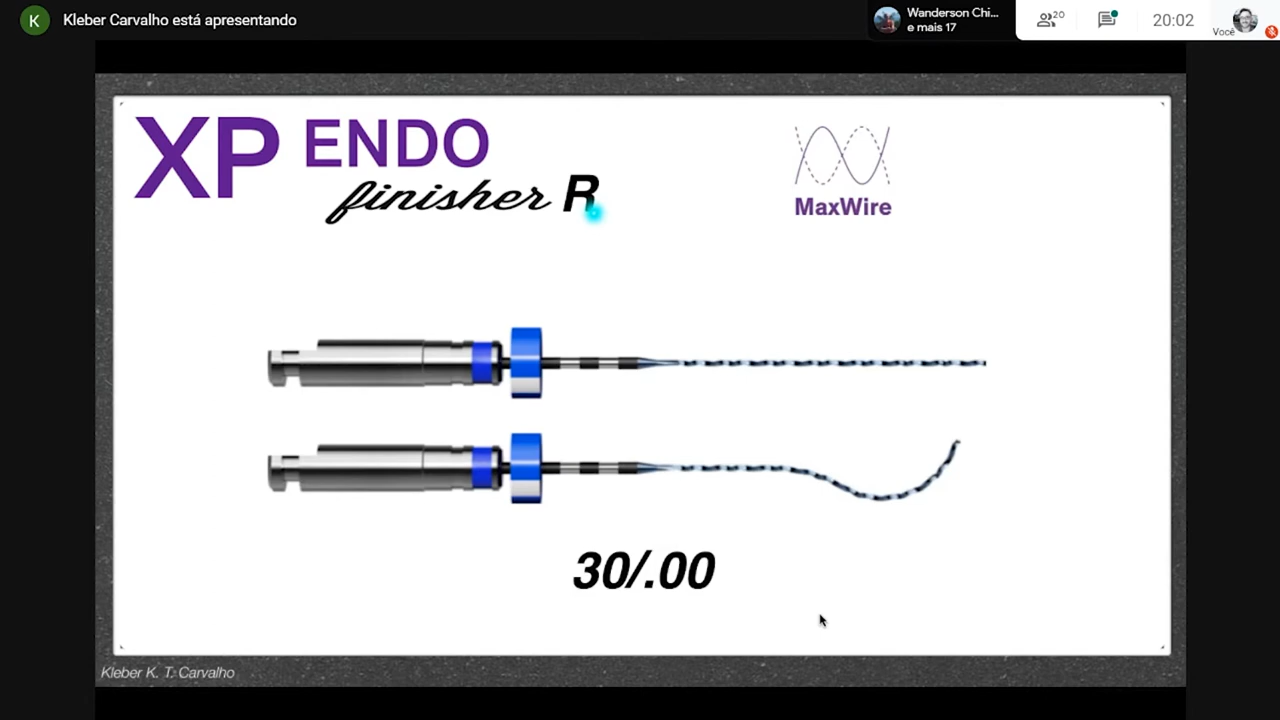 K
Kleber Carvalho está apresentando
Wanderson Chi...
e mais 17
20
20:02
Você
XP ENDO
finisher R
MaxWire
30/.00
Kleber K. T. Carvalho